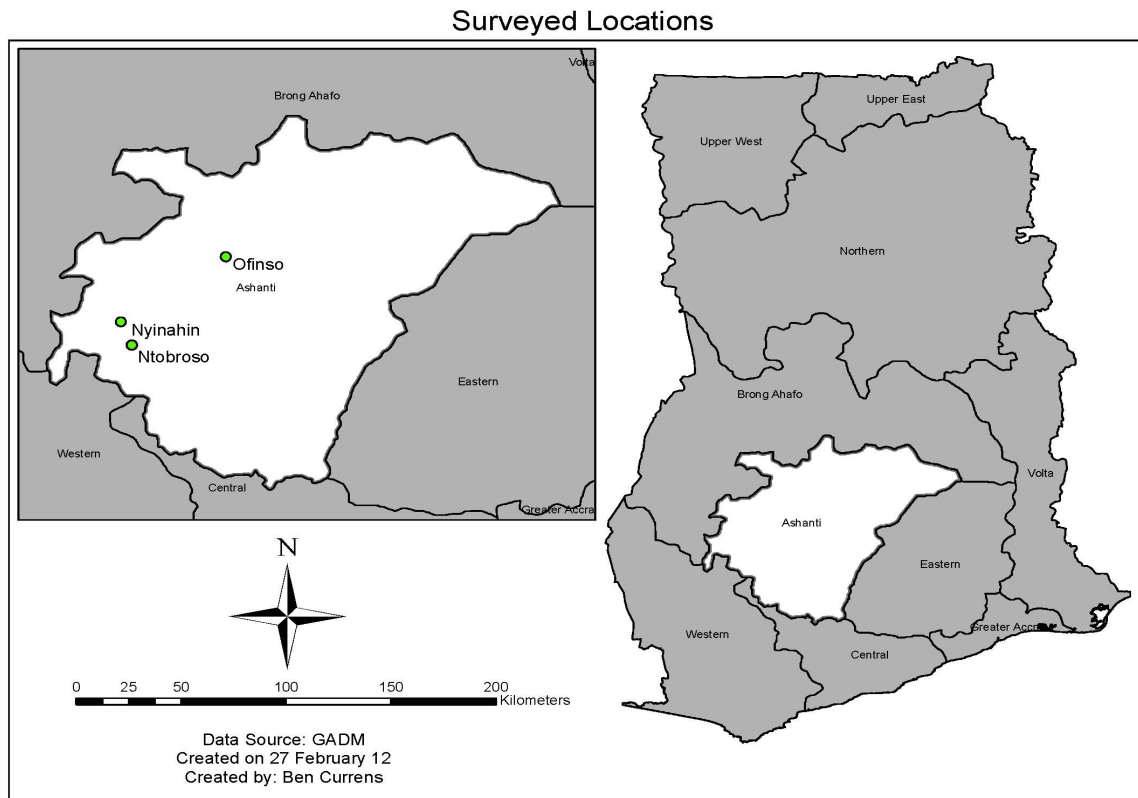 Surveyed Locations
Volta
Brong Ahafo
Ofinso
Ashanti
Nyinahin
Ntobroso
Eastern
Western
Central
Greater Accra
Upper East
Upper West
Northern
Brong Ahafo
Volta
Ashanti
Eastern
Greater Accra
Western
Central
N
0 25 50 100 150 200
Kilometers
Data Source: GADM
Created on 27 February 12
Created by: Ben Currens